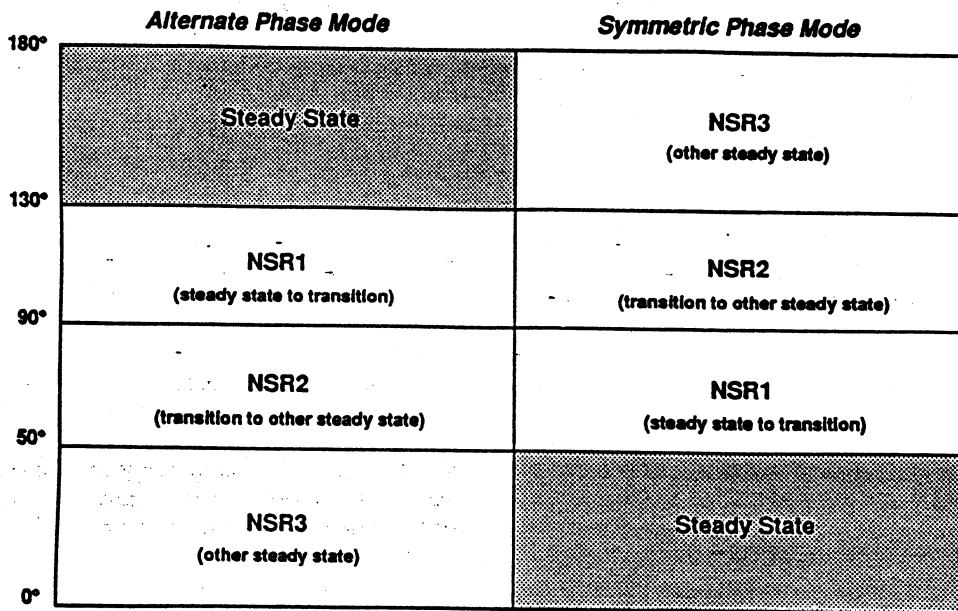 Alternate Phase Mode
Symmetric Phase Mode
180°
Steady State
NSR3
(other steady state)
130°
NSR1
(steady state to transition)
NSR2
(transition to other steady state)
90°
NSR2
(transition to other steady state)
NSR1
(steady state to transition)
50°
NSR3
(other steady state)
Steady State
0°